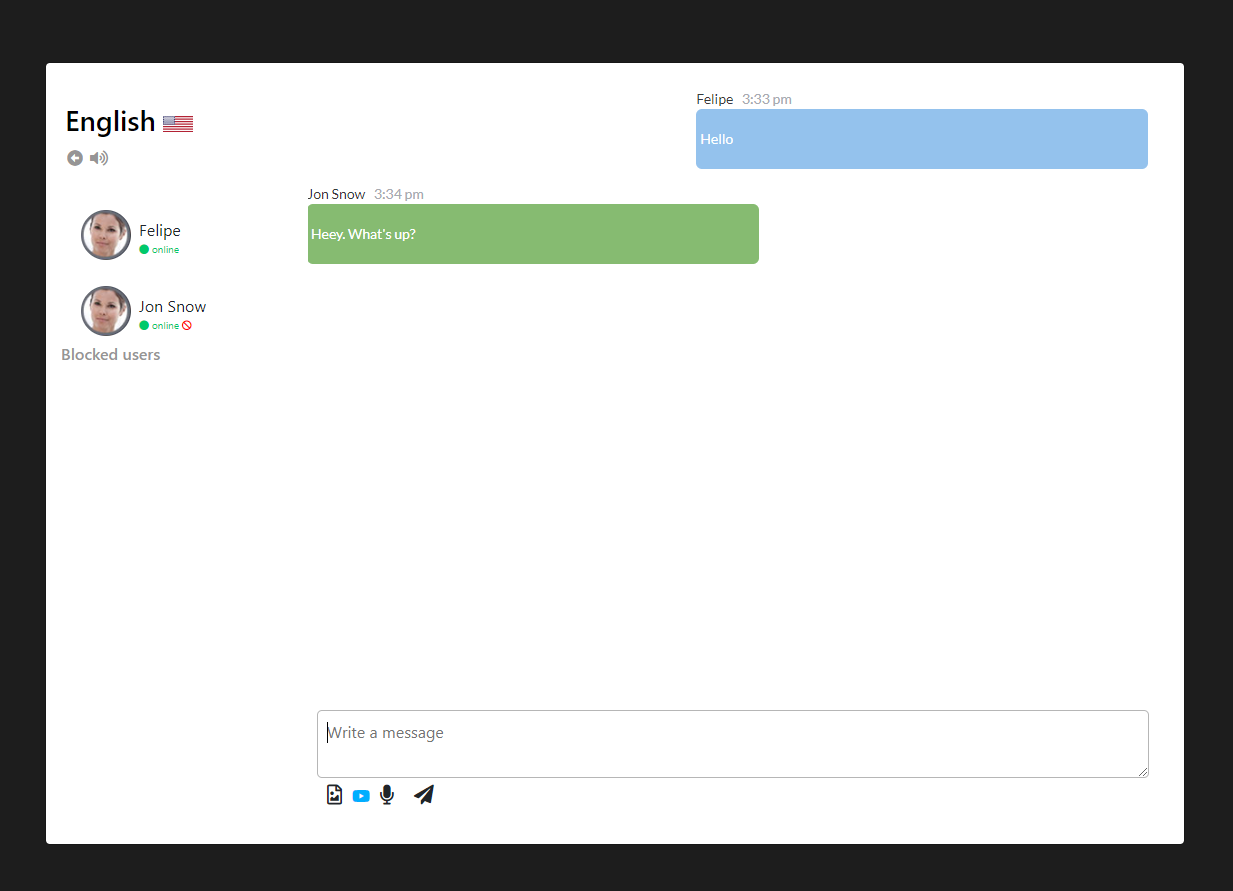 English
Felipe
online
Jon Snow
online
Blocked users
Felipe 3:33 pm
Hello
Jon Snow 3:34 pm
Heey. What's up?
Write a message